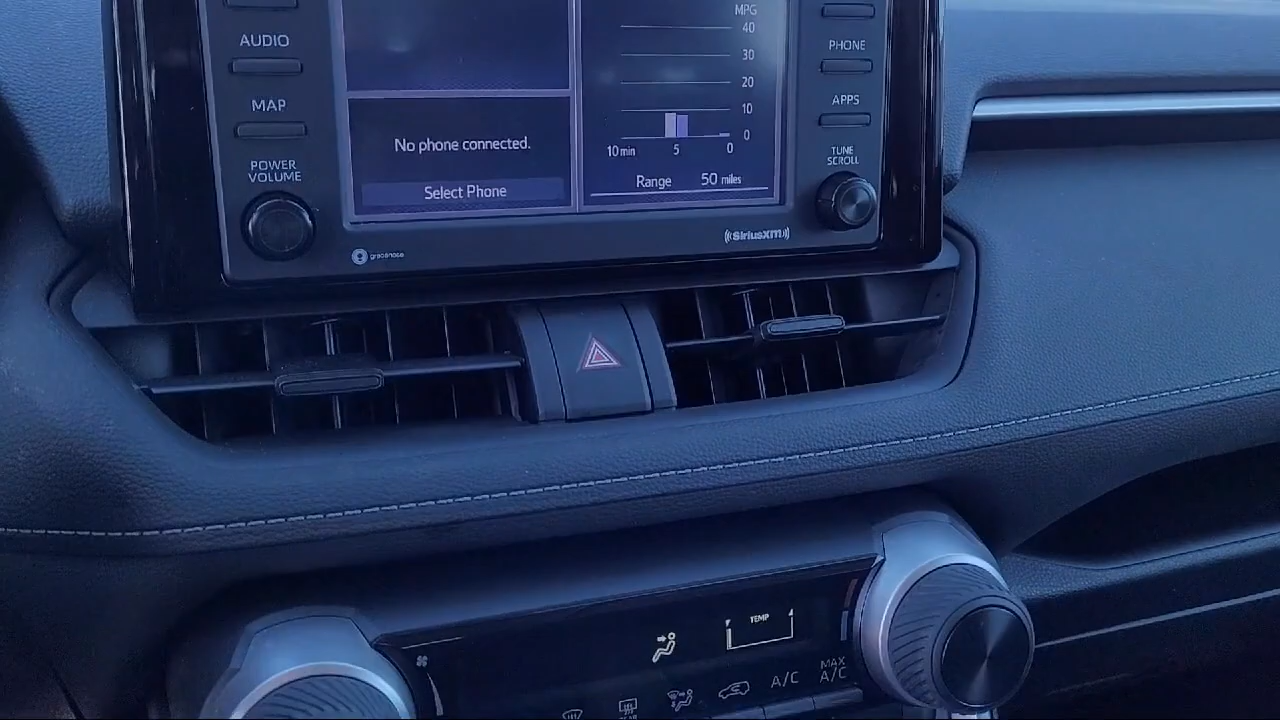 AUDIO
MAP
POWER
VOLUME
No phone connected.
Select Phone
MPG
40
30
20
10
0
10 min 5 0
Range 50 miles
PHONE
APPS
TUNE
SCROLL
gracenote
SiriusXM
TEMP
A/C
MAX
A/C
REAR